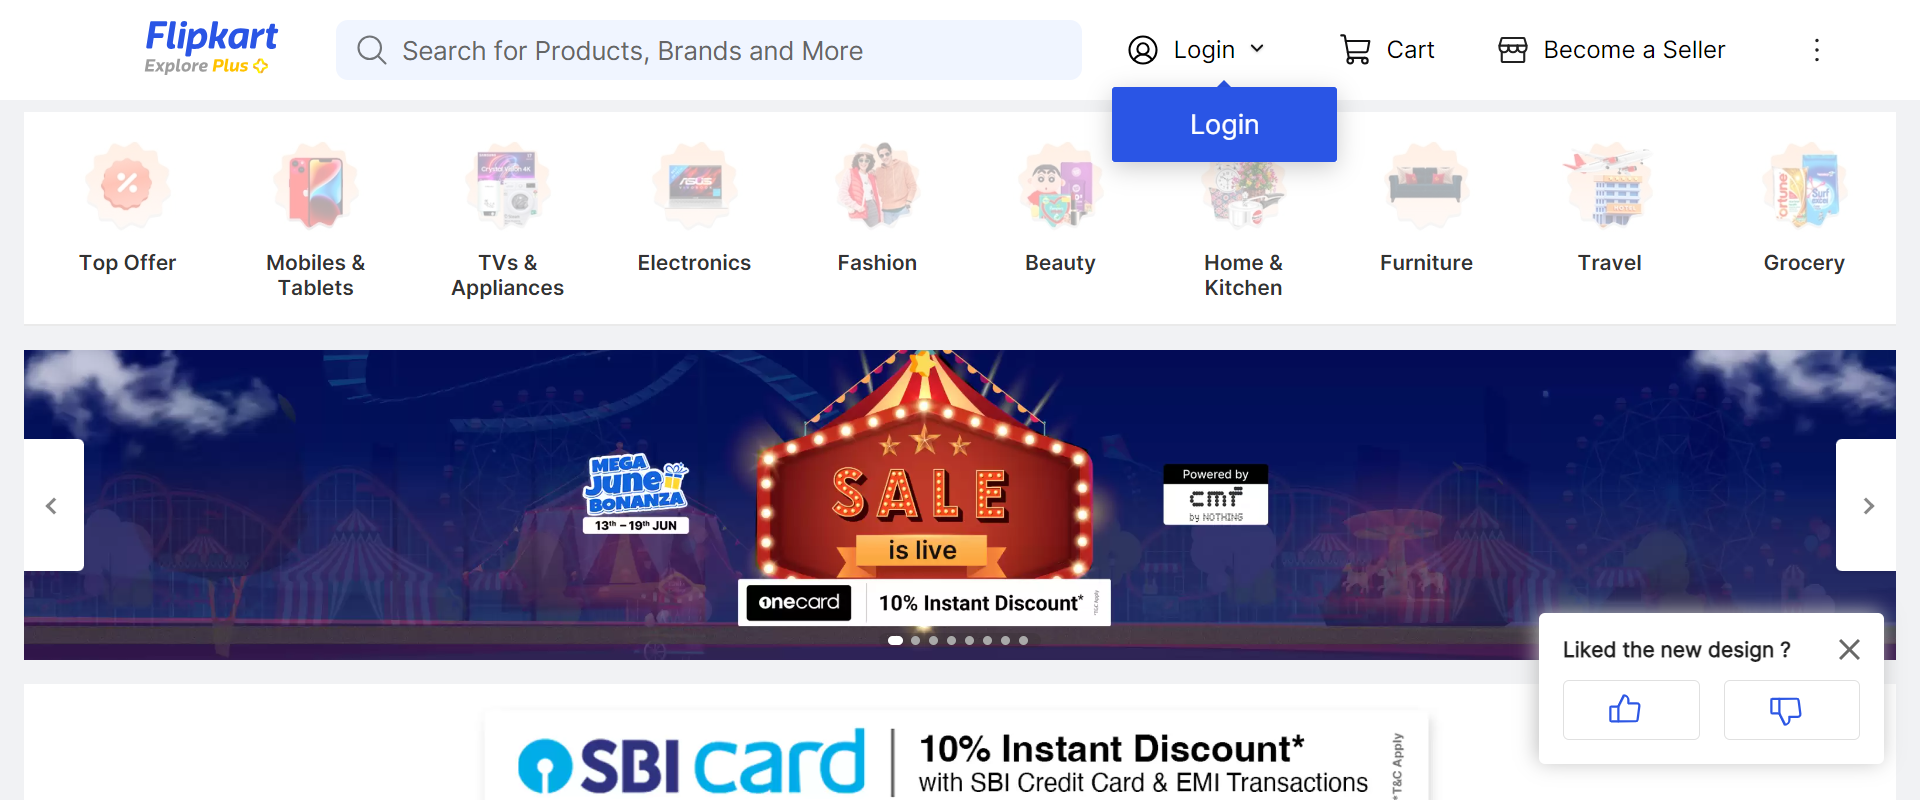 Flipkart
Explore Plus
Search for Products, Brands and More
Login
Cart
Become a Seller
Login
Top Offer
Mobiles &
Tablets
TVs &
Appliances
Electronics
Fashion
Beauty
Home &
Kitchen
Furniture
Travel
Grocery
MEGA
June
BONANZA
13th – 19th JUN
SALE
is live
Powered by
cmf
by NOTHING
onecard
10% Instant Discount*
*T&C Apply
Liked the new design ?
SBI card
10% Instant Discount*
with SBI Credit Card & EMI Transactions
*T&C Apply